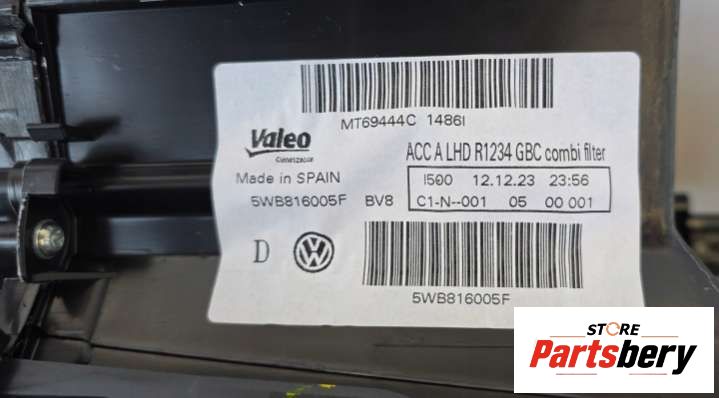 MT69444C 1486I
Valeo
Climatizacion
ACC A LHD R1234 GBC combi filter
Made in SPAIN
I500 12.12.23 23:56
5WB816005F BV8
C1-N--001 05 00 001
D
5WB816005F
STORE
Partsbery